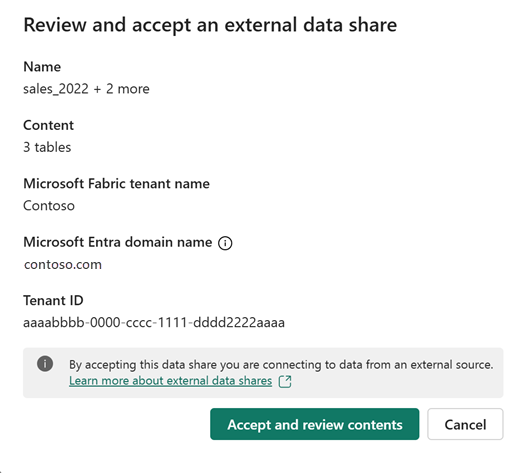 Review and accept an external data share
Name
sales_2022 + 2 more
Content
3 tables
Microsoft Fabric tenant name
Contoso
Microsoft Entra domain name
contoso.com
Tenant ID
aaaabbbb-0000-cccc-1111-dddd2222aaaa
By accepting this data share you are connecting to data from an external source.
Learn more about external data shares
Accept and review contents
Cancel